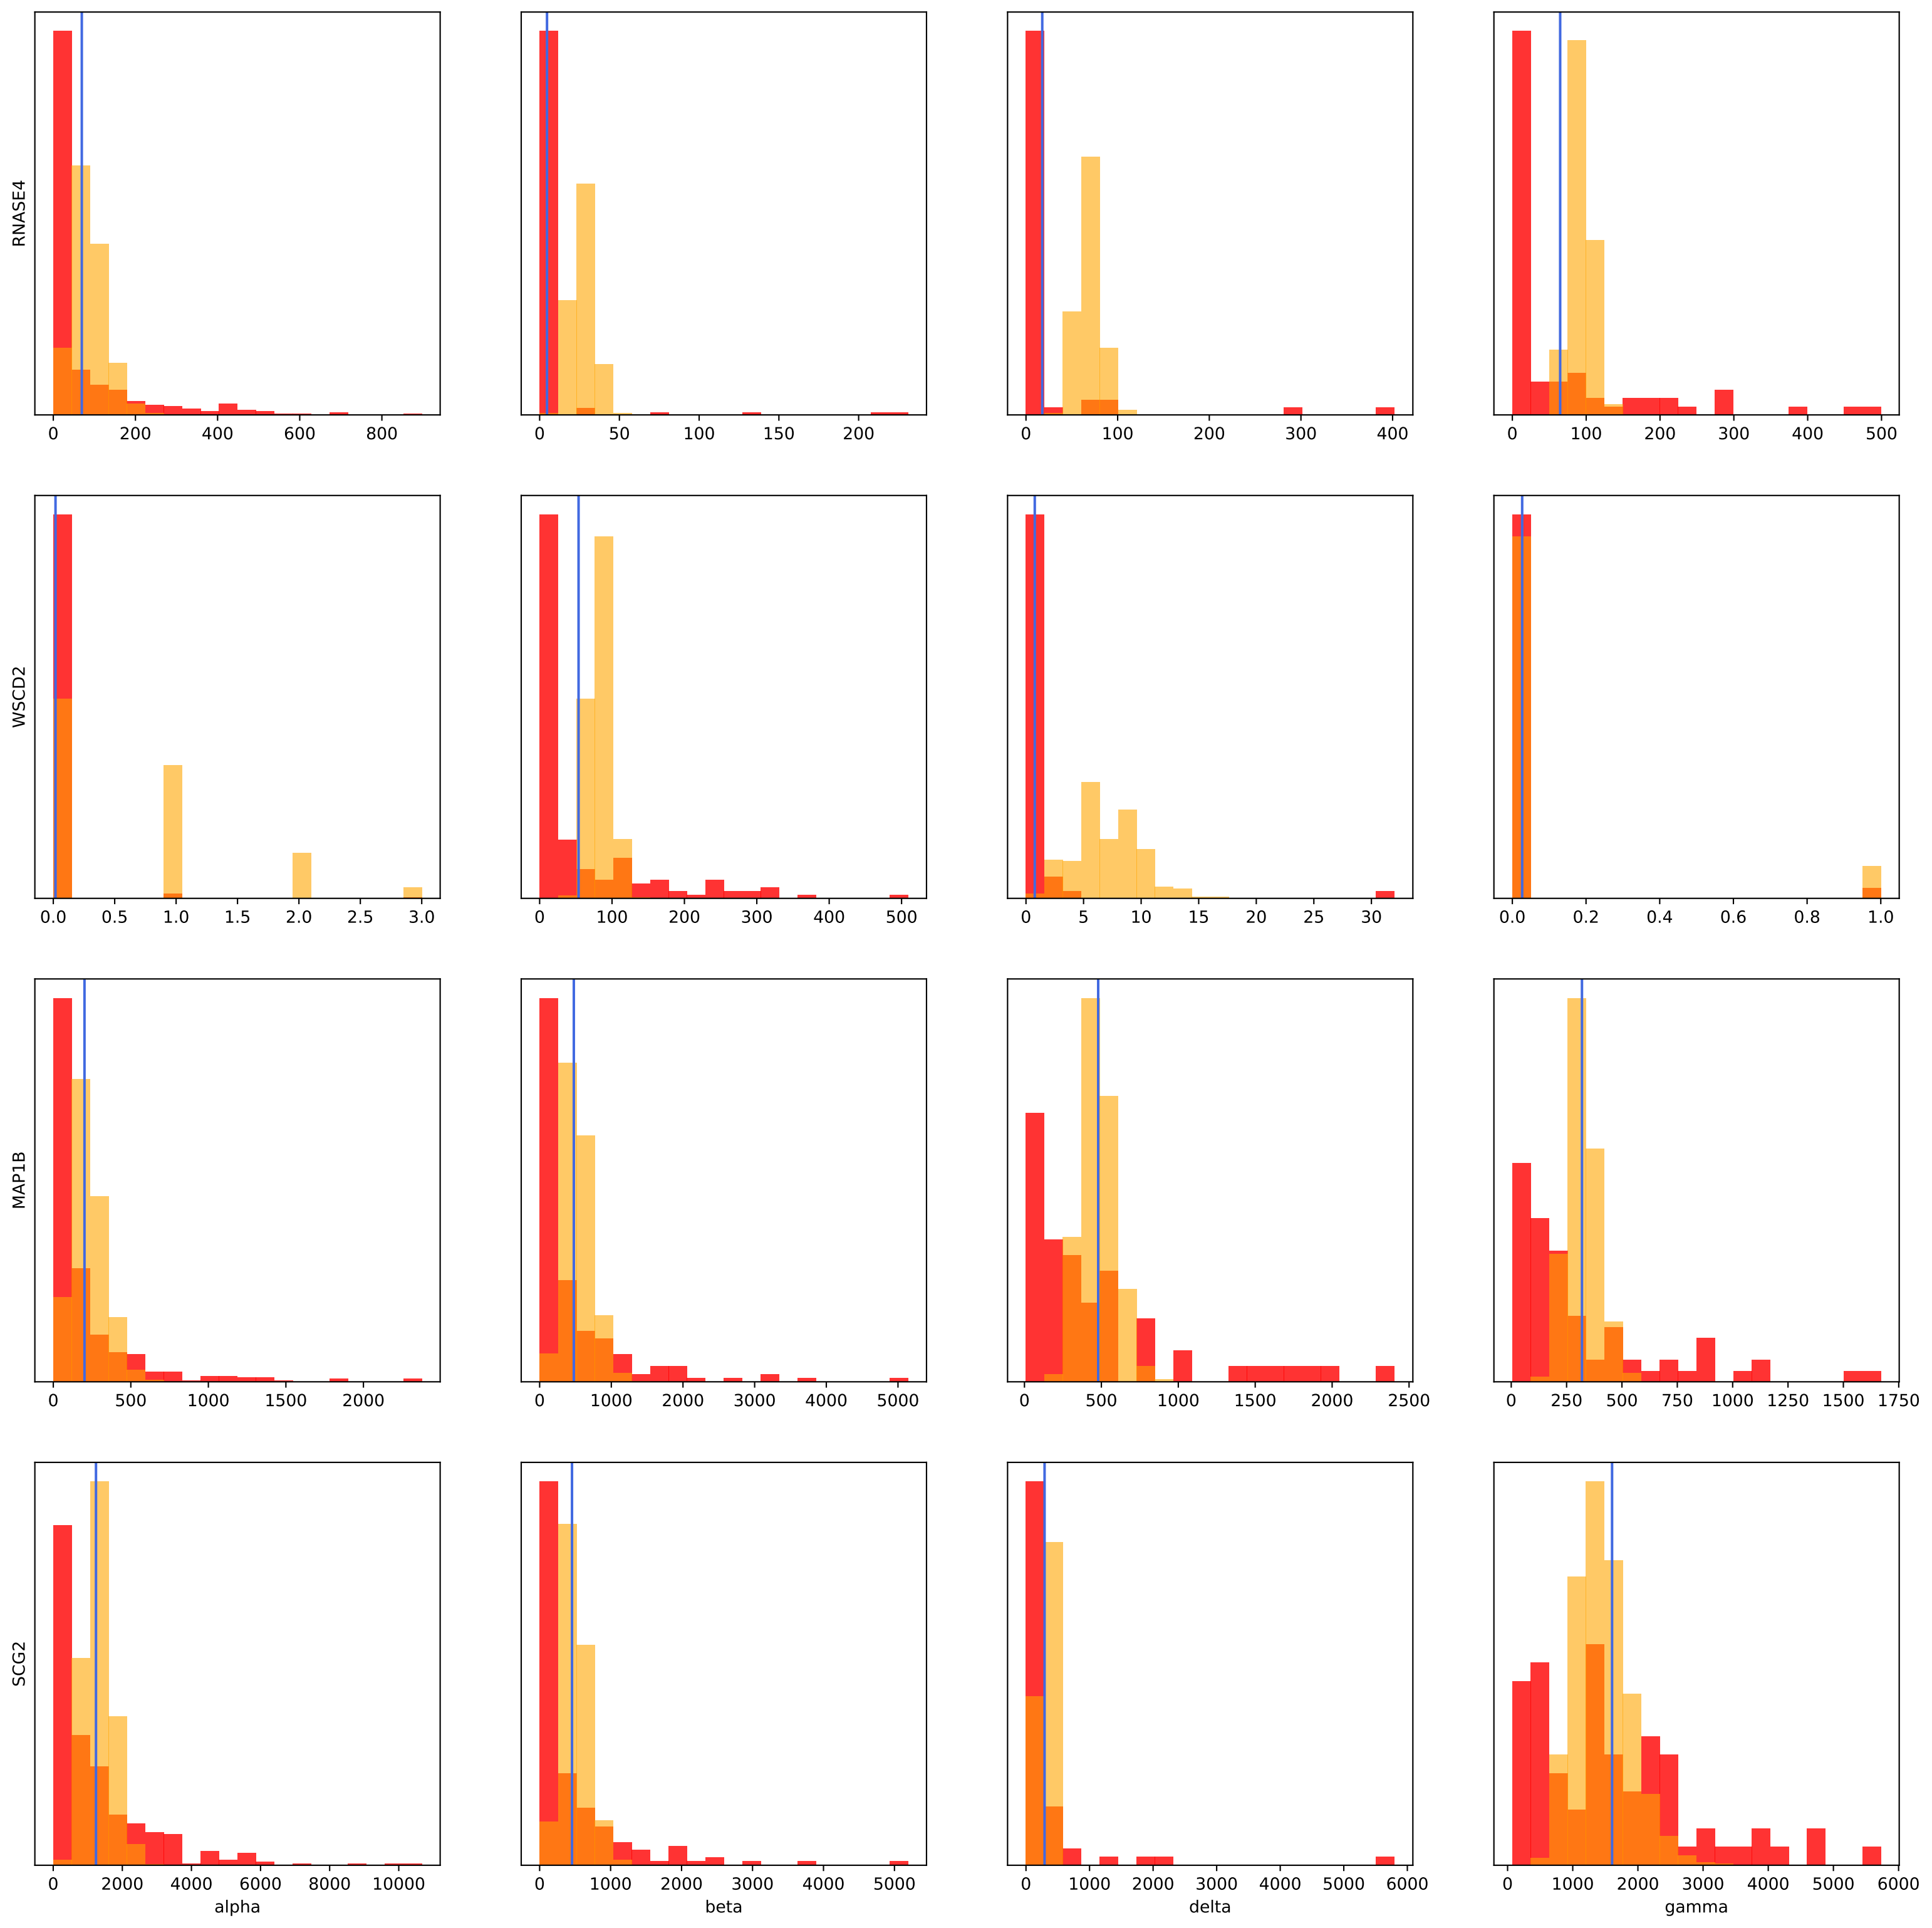 RNASE4
0 200 400 600 800
0 50 100 150 200
0 100 200 300 400
0 100 200 300 400 500
WSCD2
0.0 0.5 1.0 1.5 2.0 2.5 3.0
0 100 200 300 400 500
0 5 10 15 20 25 30
0.0 0.2 0.4 0.6 0.8 1.0
MAP1B
0 500 1000 1500 2000
0 1000 2000 3000 4000 5000
0 500 1000 1500 2000 2500
0 250 500 750 1000 1250 1500 1750
SCG2
0 2000 4000 6000 8000 10000
0 1000 2000 3000 4000 5000
0 1000 2000 3000 4000 5000 6000
0 1000 2000 3000 4000 5000 6000
alpha
beta
delta
gamma